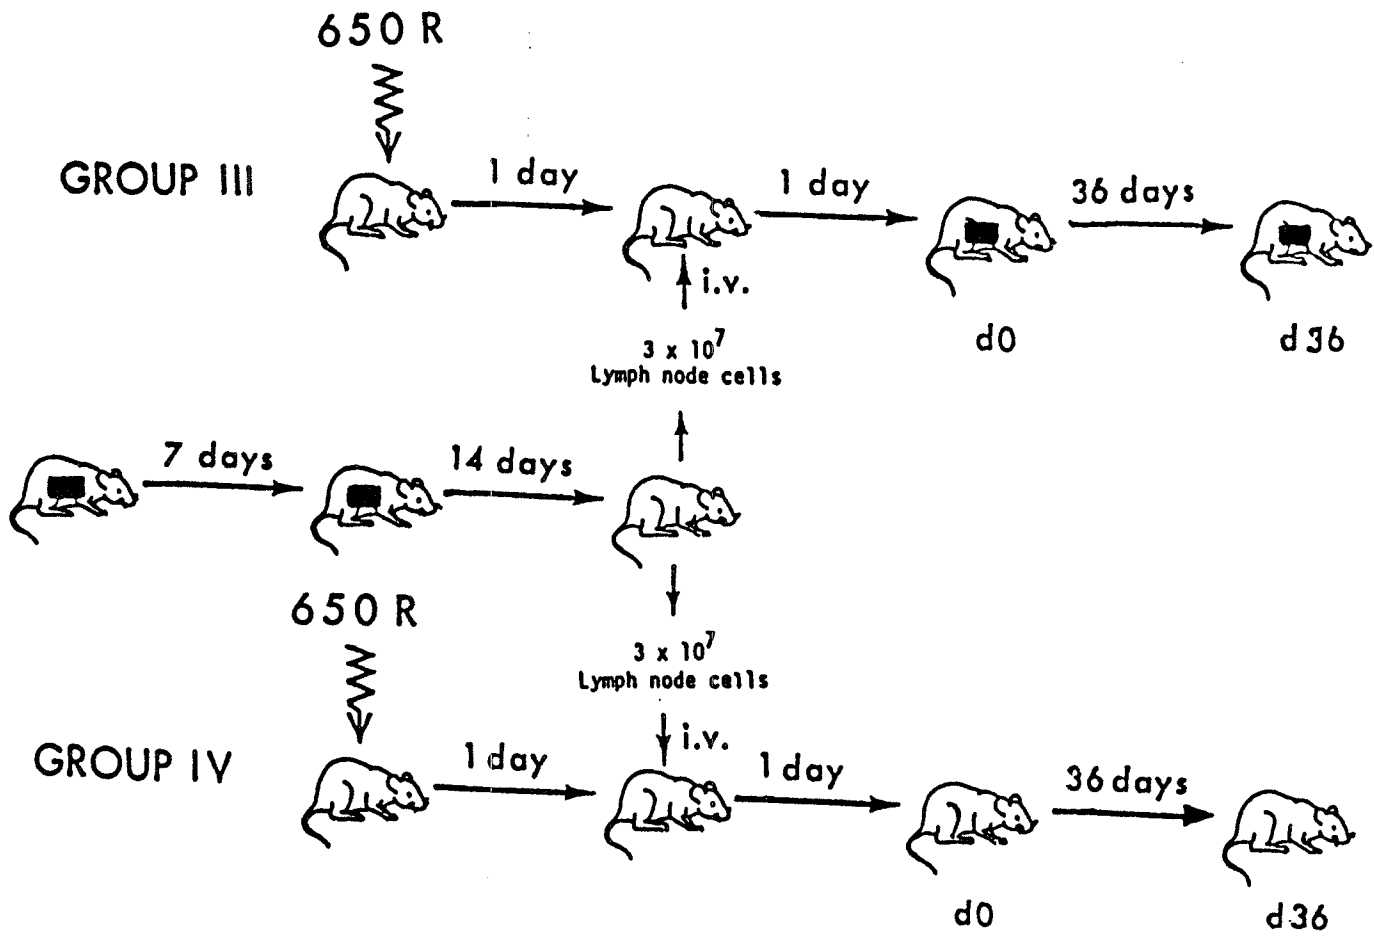 650 R
GROUP III
1 day
1 day
36 days
i.v.
d0
d36
3 x 10⁷
Lymph node cells
7 days
14 days
650 R
3 x 10⁷
Lymph node cells
i.v.
GROUP IV
1 day
1 day
36 days
d0
d36